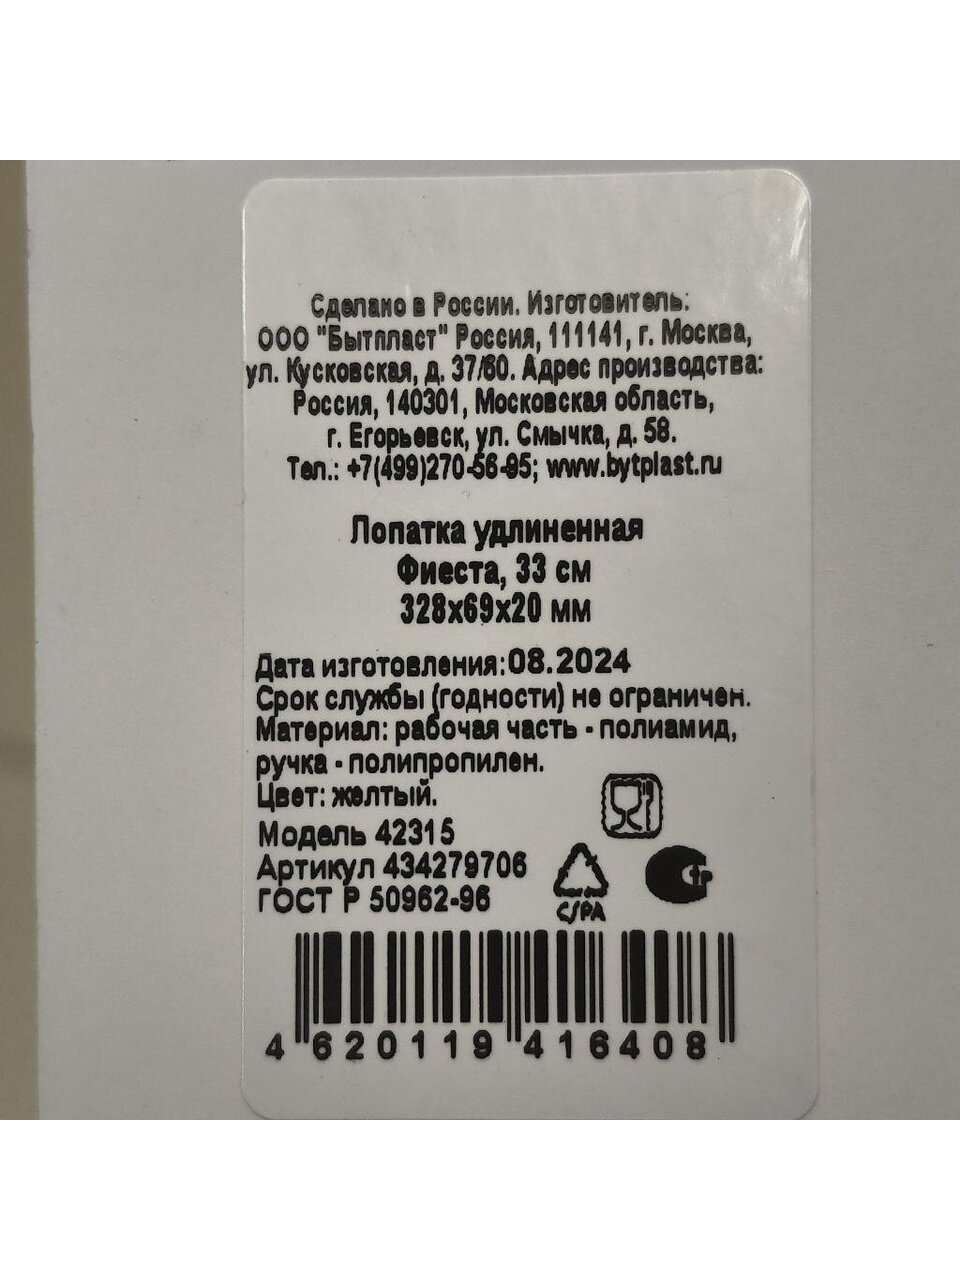 Сделано в России. Изготовитель:
ООО "Бытпласт" Россия, 111141, г. Москва,
ул. Кусковская, д. 37/60. Адрес производства:
Россия, 140301, Московская область,
г. Егорьевск, ул. Смычка, д. 58.
Тел.: +7(499)270-56-95; www.bytplast.ru
Лопатка удлиненная
Фиеста, 33 см
328х69х20 мм
Дата изготовления:08.2024
Срок службы (годности) не ограничен.
Материал: рабочая часть - полиамид,
ручка - полипропилен.
Цвет: желтый.
Модель 42315
Артикул 434279706
ГОСТ Р 50962-96
С/РА
тр
4 620119 416408